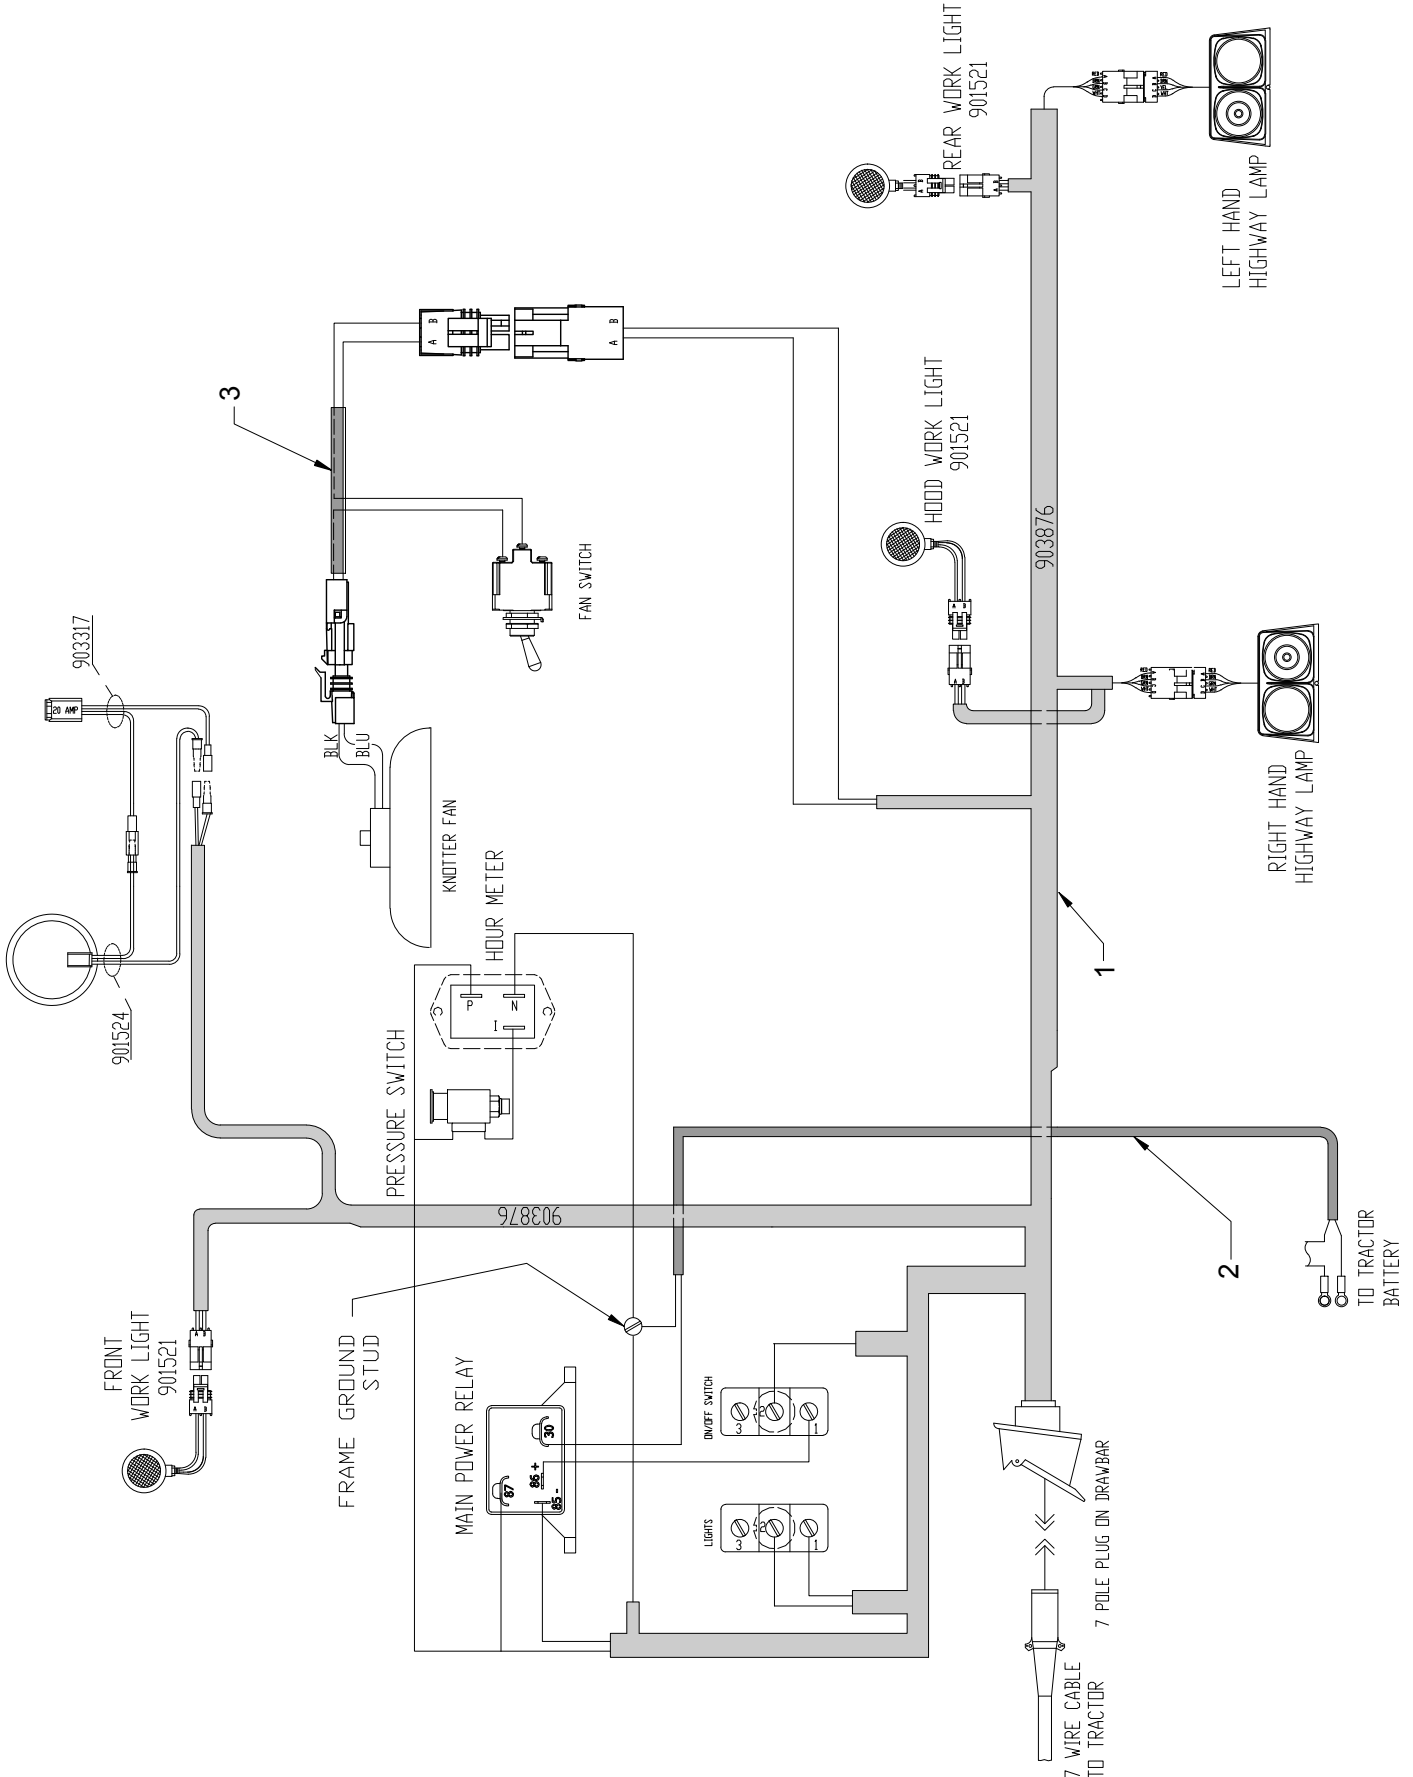 FRONT
WORK LIGHT
901521
901524
903317
20 AMP
A B
A B
FRAME GROUND
STUD
PRESSURE SWITCH
HOUR METER
P
N
I
KNOTTER FAN
BLK
BLU
3
FAN SWITCH
A B
A B
REAR WORK LIGHT
901521
A B
A B
MAIN POWER RELAY
87
30
86 +
85 -
903876
LIGHTS
3
2
1
ON/OFF SWITCH
3
2
1
HOOD WORK LIGHT
901521
A B
A B
903876
1
2
7 WIRE CABLE
TO TRACTOR
7 POLE PLUG ON DRAWBAR
TO TRACTOR
BATTERY
RIGHT HAND
HIGHWAY LAMP
LEFT HAND
HIGHWAY LAMP